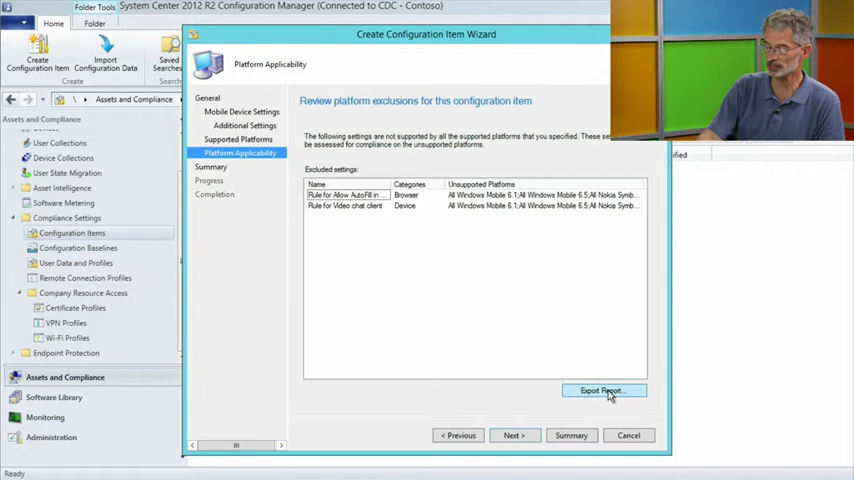 Folder Tools
System Center 2012 R2 Configuration Manager (Connected to CDC - Contoso)
Home
Folder
Create
Configuration Item
Import
Configuration Data
Saved
Searches
Create
Create Configuration Item Wizard
Platform Applicability
\ Assets and Compliance
Assets and Compliance
User Collections
Device Collections
User State Migration
Asset Intelligence
Software Metering
Compliance Settings
Configuration Items
Configuration Baselines
User Data and Profiles
Remote Connection Profiles
Company Resource Access
Certificate Profiles
VPN Profiles
Wi-Fi Profiles
Endpoint Protection
Assets and Compliance
Software Library
Monitoring
Administration
Ready
General
Mobile Device Settings
Additional Settings
Supported Platforms
Platform Applicability
Summary
Progress
Completion
Review platform exclusions for this configuration item
The following settings are not supported by all the supported platforms that you specified. These se
be assessed for compliance on the unsupported platforms.
Excluded settings:
Name Categories Unsupported Platforms
Rule for Allow AutoFill in ... Browser All Windows Mobile 6.1;All Windows Mobile 6.5;All Nokia Symb...
Rule for Video chat client Device All Windows Mobile 6.1;All Windows Mobile 6.5;All Nokia Symb...
Export Report...
< Previous
Next >
Summary
Cancel
ified